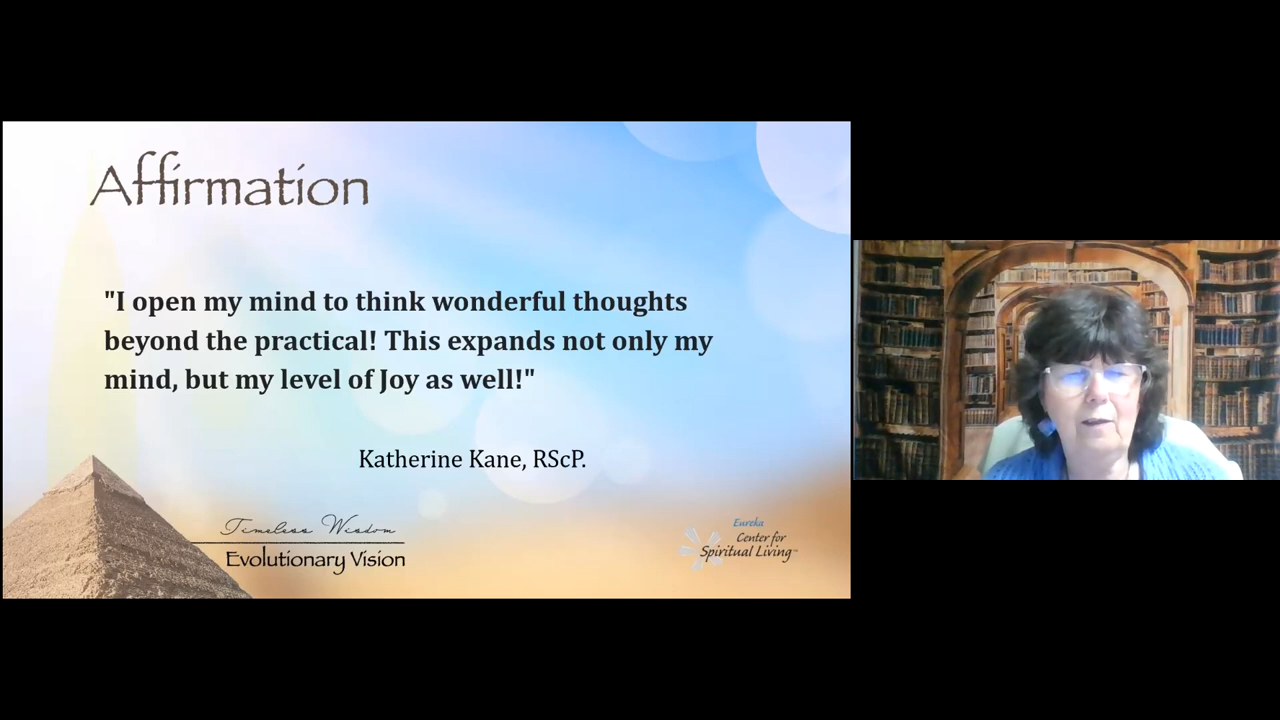 Affirmation
"I open my mind to think wonderful thoughts
beyond the practical! This expands not only my
mind, but my level of Joy as well!"
Katherine Kane, RScP.
Timeless Wisdom
Evolutionary Vision
Eureka
Center for
Spiritual Living™